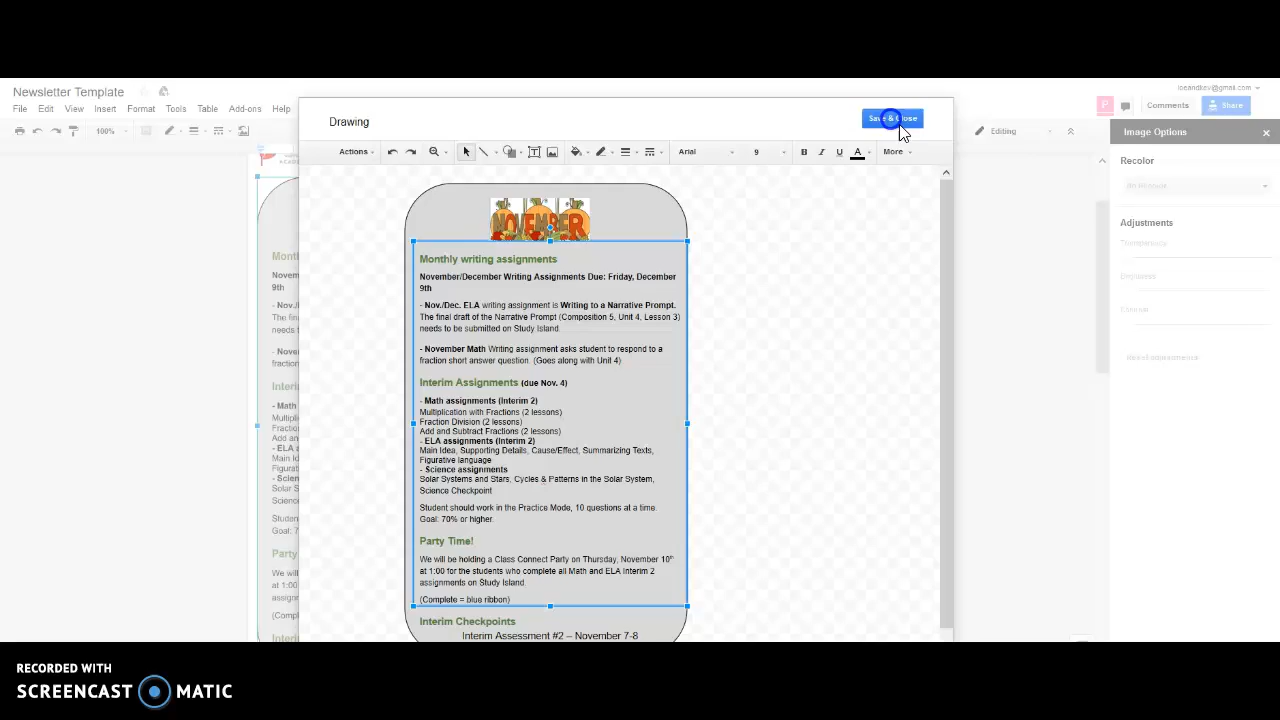 Newsletter Template
File Edit View Insert Format Tools Table Add-ons Help
Comments
Share
100%
Editing
Drawing
Save & Close
Actions
Arial
9
B I U A
More
Image Options
Recolor
No Recolor
Adjustments
Transparency
Brightness
Contrast
Reset adjustments
NOVEMBER
Monthly writing assignments
November/December Writing Assignments Due: Friday, December
9th
- Nov./Dec. ELA writing assignment is Writing to a Narrative Prompt.
The final draft of the Narrative Prompt (Composition 5, Unit 4, Lesson 3)
needs to be submitted on Study Island.
- November Math Writing assignment asks student to respond to a
fraction short answer question. (Goes along with Unit 4)
Interim Assignments (due Nov. 4)
- Math assignments (Interim 2)
Multiplication with Fractions (2 lessons)
Fraction Division (2 lessons)
Add and Subtract Fractions (2 lessons)
- ELA assignments (Interim 2)
Main Idea, Supporting Details, Cause/Effect, Summarizing Texts,
Figurative language
- Science assignments
Solar Systems and Stars, Cycles & Patterns in the Solar System,
Science Checkpoint
Student should work in the Practice Mode, 10 questions at a time.
Goal: 70% or higher.
Party Time!
We will be holding a Class Connect Party on Thursday, November 10th
at 1:00 for the students who complete all Math and ELA Interim 2
assignments on Study Island.
(Complete = blue ribbon)
Interim Checkpoints
Interim Assessment #2 – November 7-8
RECORDED WITH
SCREENCAST MATIC